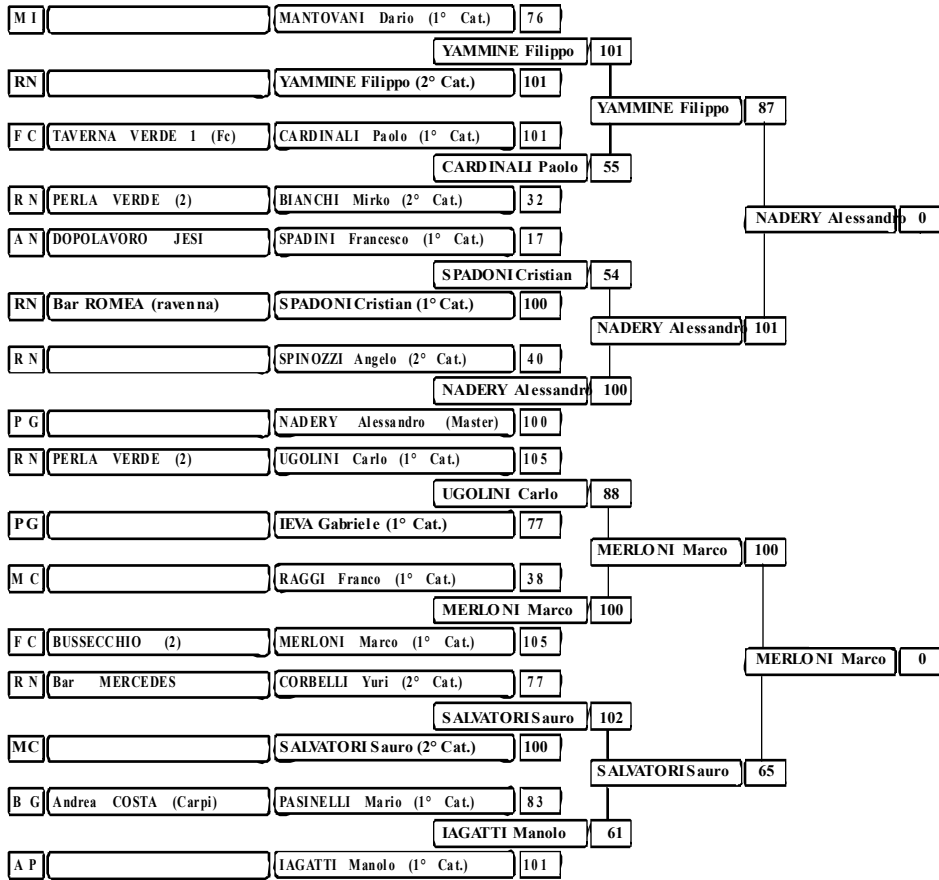 M I MANTOVANI Dario (1° Cat.) 76
YAMMINE Filippo 101
RN YAMMINE Filippo (2° Cat.) 101
YAMMINE Filippo 87
F C TAVERNA VERDE 1 (Fc) CARDINALI Paolo (1° Cat.) 101
CARDINALI Paolo 55
R N PERLA VERDE (2) BIANCHI Mirko (2° Cat.) 32
NADERY Alessandro 0
A N DOPOLAVORO JESI SPADINI Francesco (1° Cat.) 17
SPADONI Cristian 54
RN Bar ROMEA (ravenna) SPADONI Cristian (1° Cat.) 100
NADERY Alessandro 101
R N SPINOZZI Angelo (2° Cat.) 40
NADERY Alessandro 100
P G NADERY Alessandro (Master) 100
R N PERLA VERDE (2) UGOLINI Carlo (1° Cat.) 105
UGOLINI Carlo 88
PG IEVA Gabriele (1° Cat.) 77
MERLONI Marco 100
M C RAGGI Franco (1° Cat.) 38
MERLONI Marco 100
F C BUSSECCHIO (2) MERLONI Marco (1° Cat.) 105
MERLONI Marco 0
R N Bar MERCEDES CORBELLI Yuri (2° Cat.) 77
SALVATORI Sauro 102
MC SALVATORI Sauro (2° Cat.) 100
SALVATORI Sauro 65
B G Andrea COSTA (Carpi) PASINELLI Mario (1° Cat.) 83
IAGATTI Manolo 61
A P IAGATTI Manolo (1° Cat.) 101